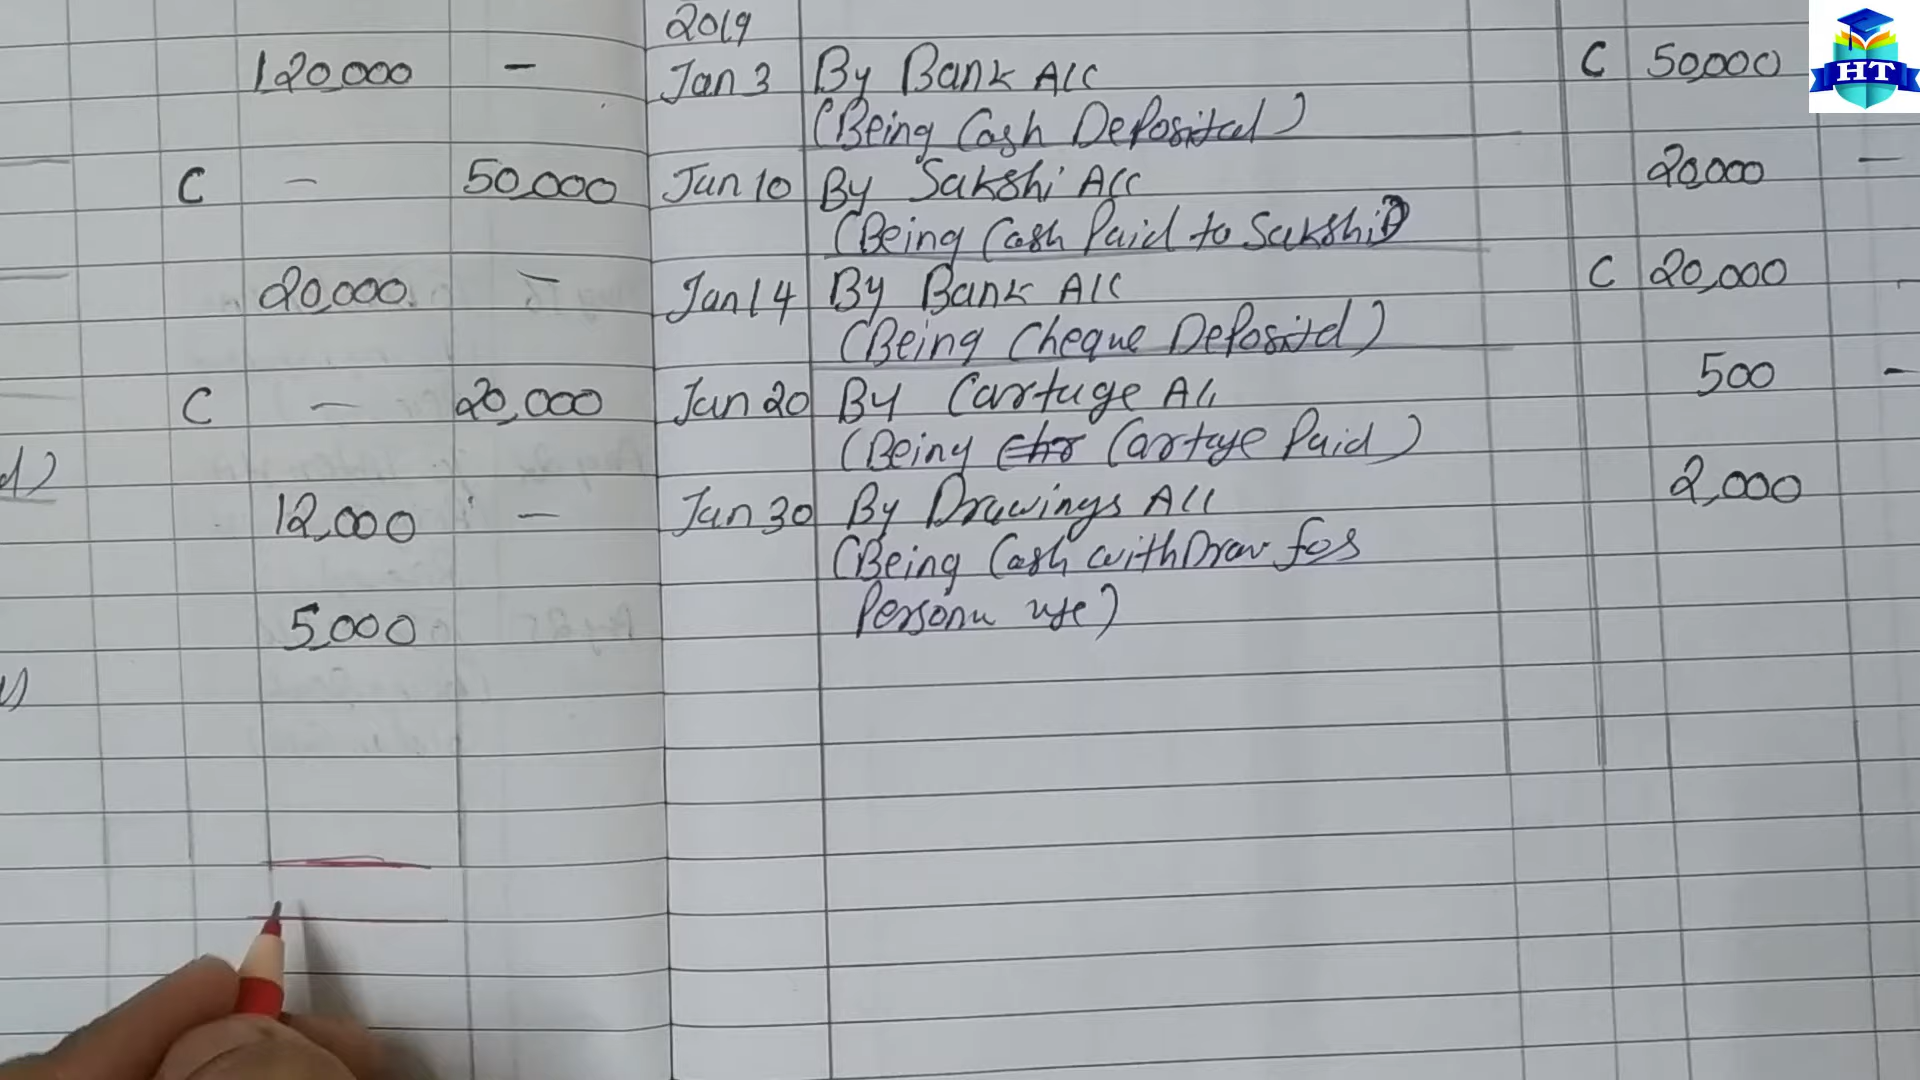 2019
120,000 — Jan 3 By Bank A/C C 50,000
(Being Cash Deposited)
C — 50,000 Jan 10 By Sakshi A/C 20,000 —
(Being Cash Paid to Sakshi)
20,000 — Jan 14 By Bank A/C C 20,000
(Being Cheque Deposited)
C — 20,000 Jan 20 By Cartage A/C 500 -
(Being Cartage Paid)
12,000 — Jan 30 By Drawings A/C 2,000
(Being Cash withDraw for
5,000 Person use)
HT